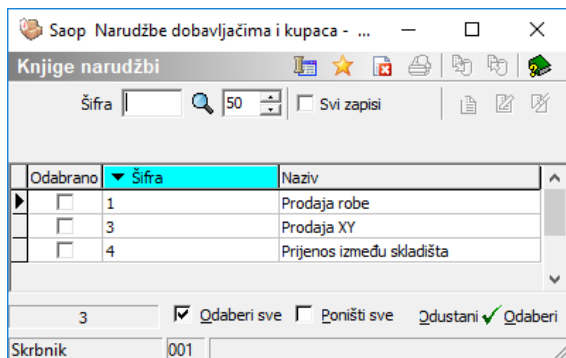 Saop Narudžbe dobavljačima i kupaca - ...
Knjige narudžbi
Šifra 50 Svi zapisi
Odabrano Šifra Naziv
1 Prodaja robe
3 Prodaja XY
4 Prijenos između skladišta
3 Odaberi sve Poništi sve Odustani Odaberi
Skrbnik 001